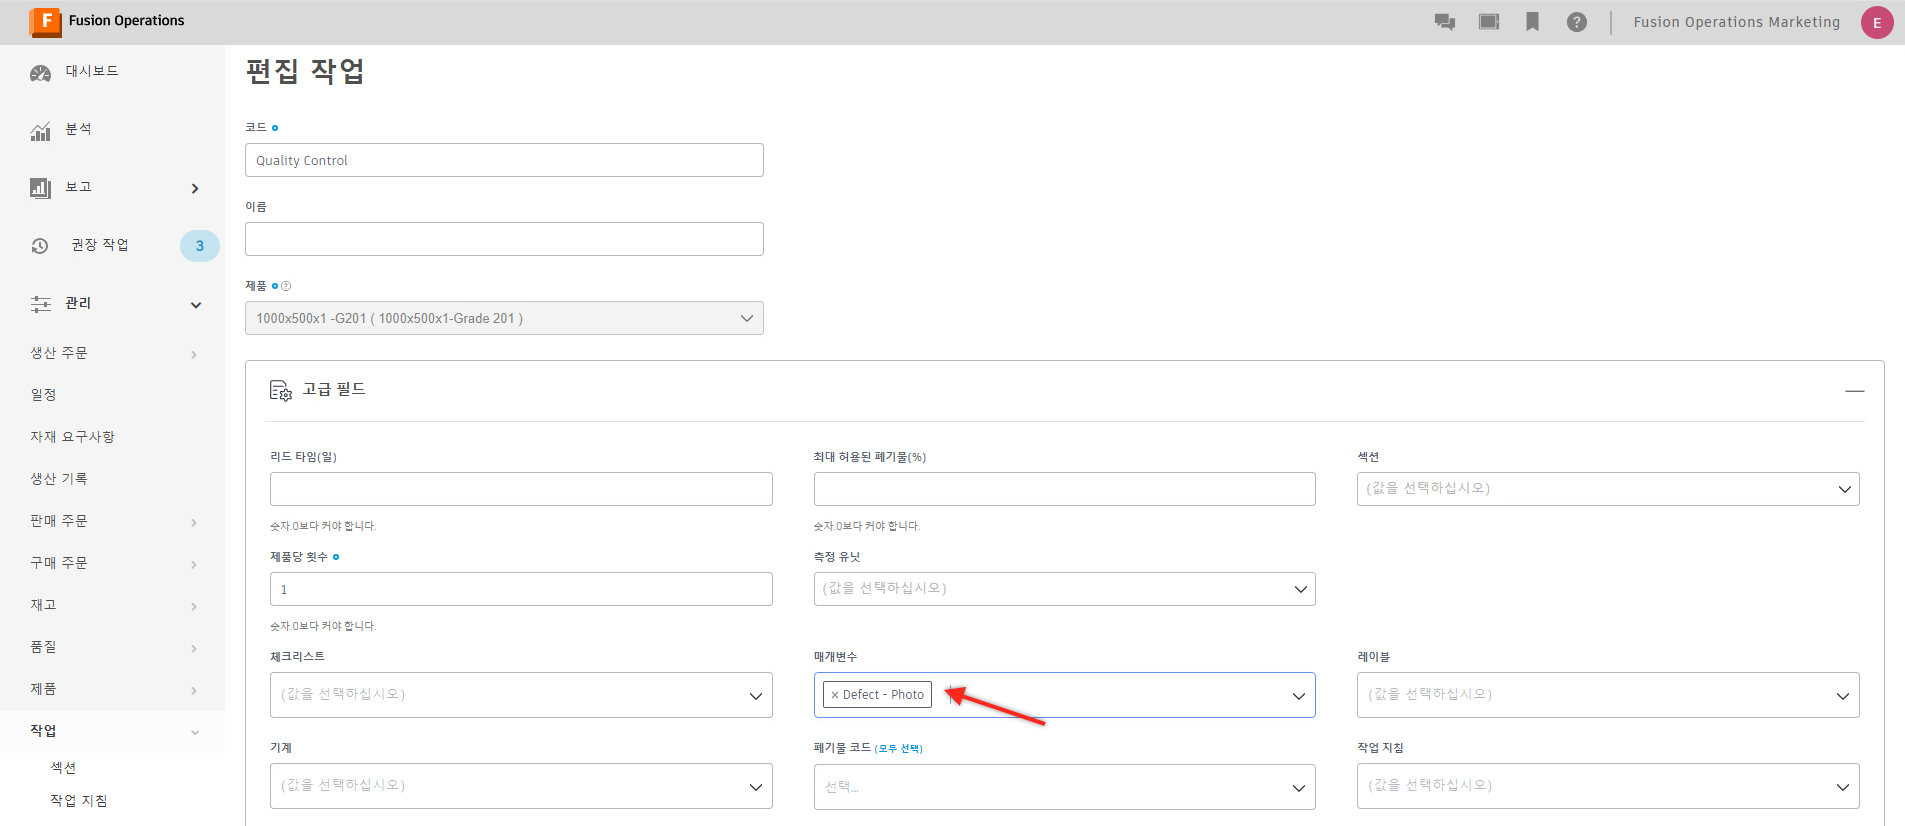 F Fusion Operations
Fusion Operations Marketing E
대시보드
분석
보고
권장 작업 3
관리
생산 주문
일정
자재 요구사항
생산 기록
판매 주문
구매 주문
재고
품질
제품
작업
섹션
작업 지침
편집 작업
코드
Quality Control
이름
제품 ?
1000x500x1 -G201 ( 1000x500x1-Grade 201 )
고급 필드
리드 타임(일)
숫자.0보다 커야 합니다.
최대 허용된 폐기물(%)
숫자.0보다 커야 합니다.
섹션
(값을 선택하십시오)
제품당 횟수
1
숫자.0보다 커야 합니다.
측정 유닛
(값을 선택하십시오)
체크리스트
(값을 선택하십시오)
매개변수
× Defect - Photo
레이블
(값을 선택하십시오)
기계
(값을 선택하십시오)
폐기물 코드 (모두 선택)
선택...
작업 지침
(값을 선택하십시오)